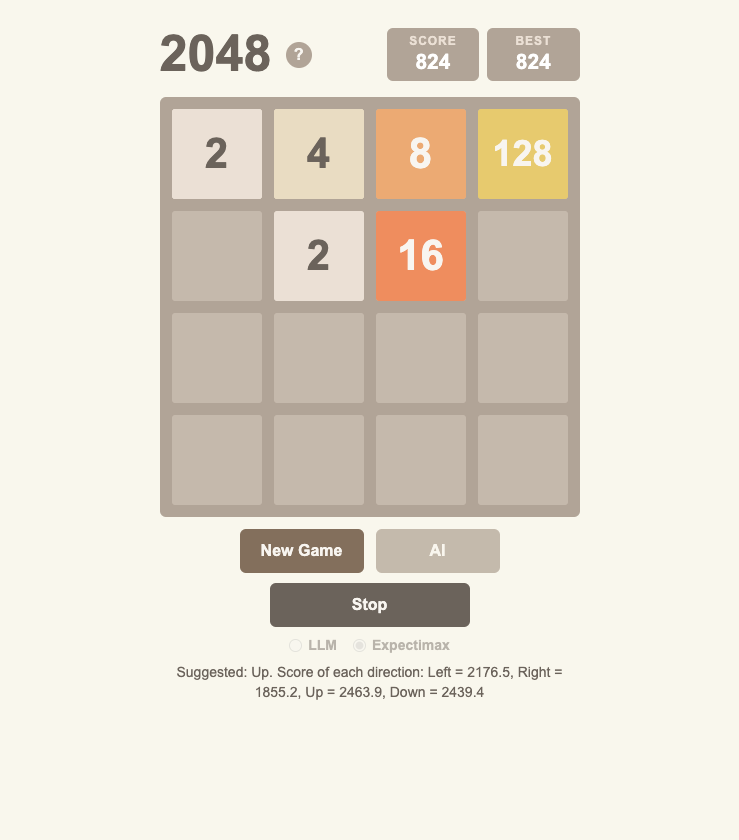 2048
?
SCORE
824
BEST
824
2 4 8 128
2 16
New Game
AI
Stop
LLM
Expectimax
Suggested: Up. Score of each direction: Left = 2176.5, Right =
1855.2, Up = 2463.9, Down = 2439.4